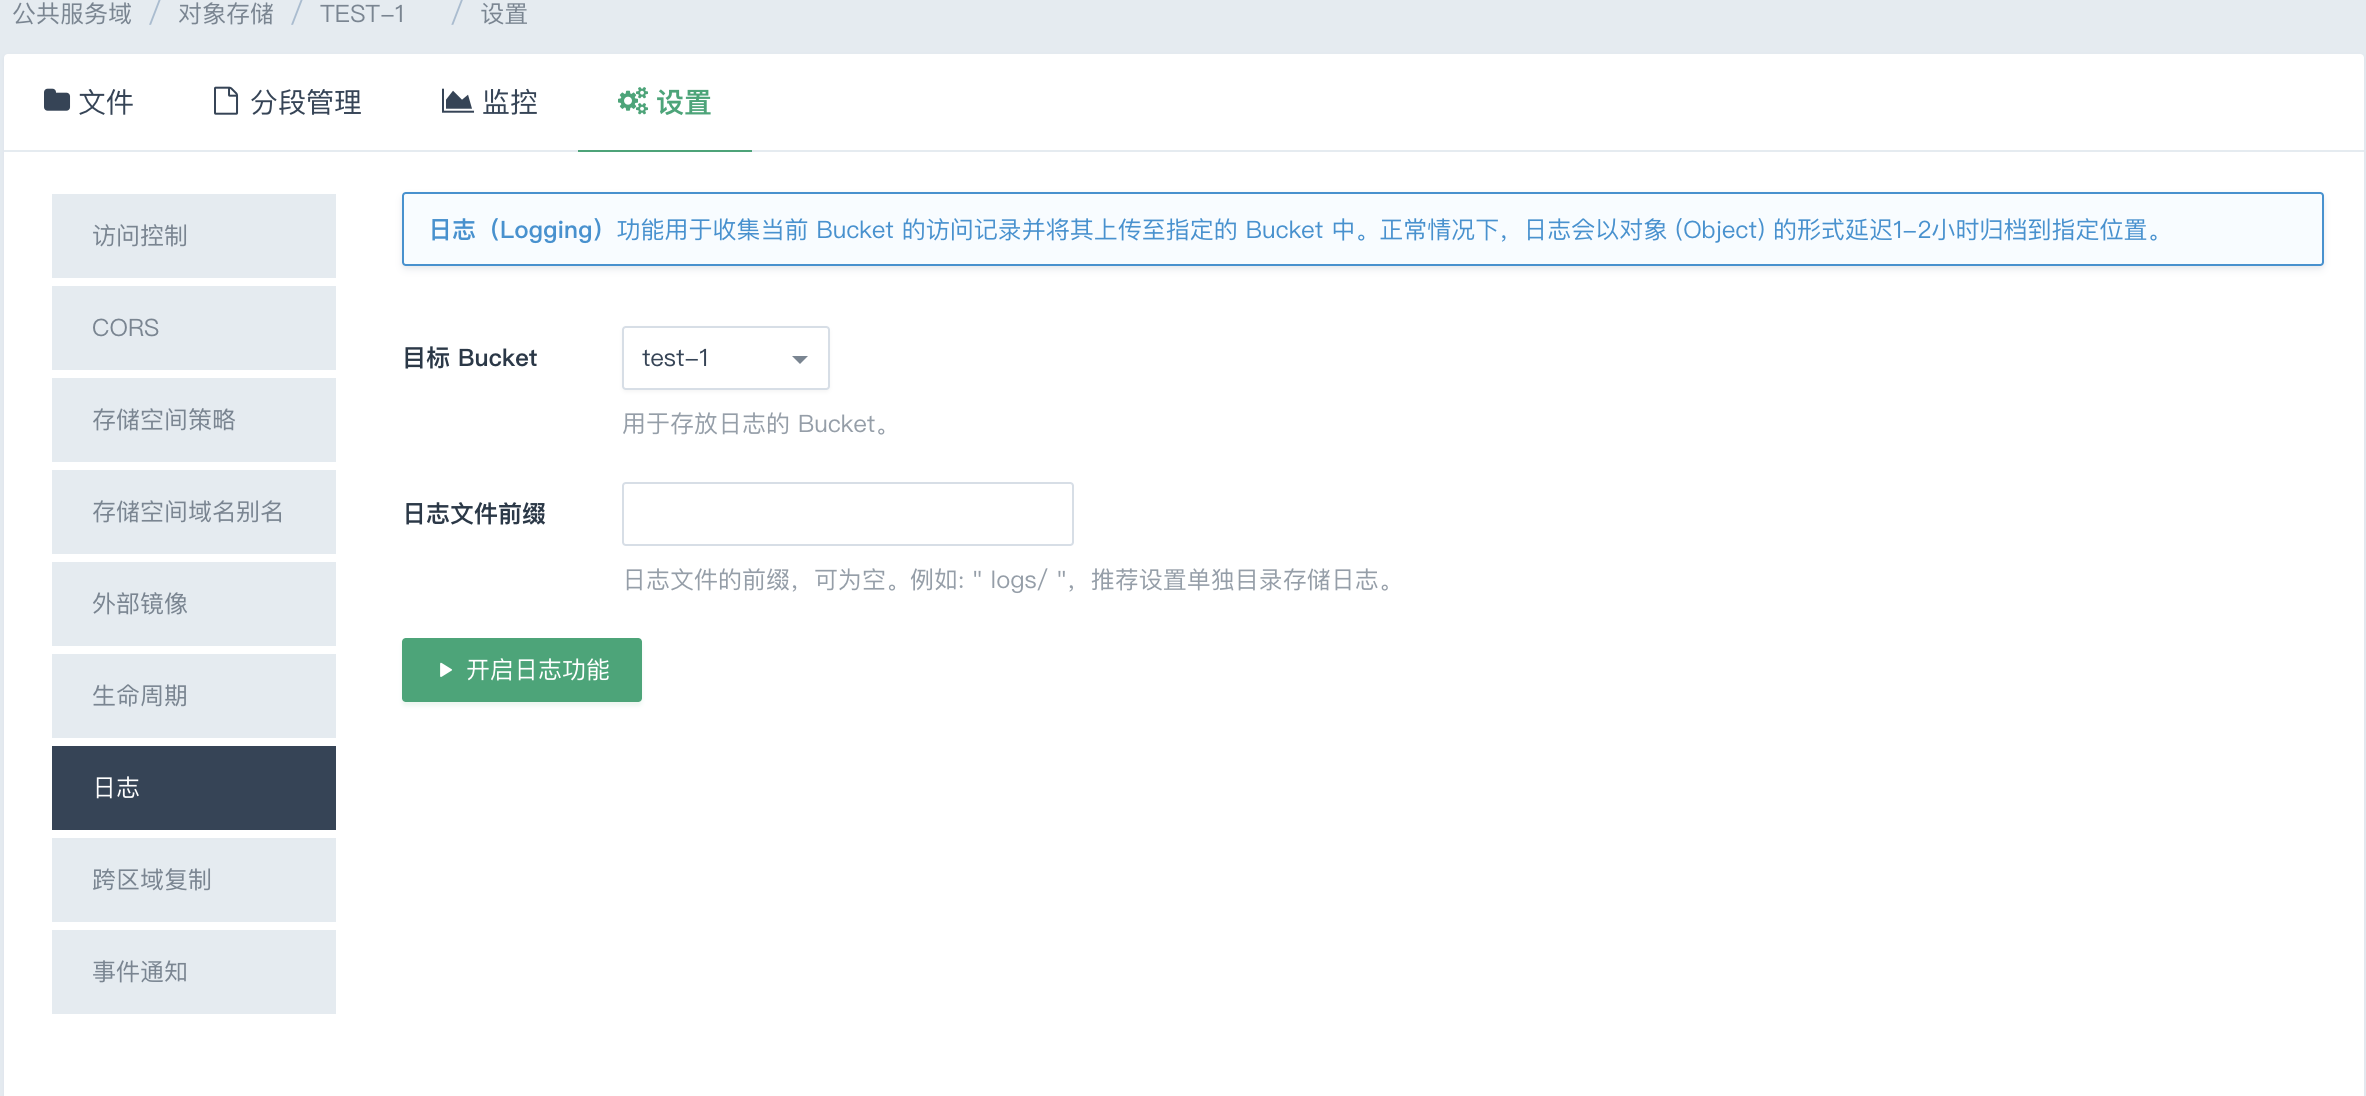 公共服务域 / 对象存储 / TEST-1 / 设置
文件 分段管理 监控 设置
访问控制
CORS
存储空间策略
存储空间域名别名
外部镜像
生命周期
日志
跨区域复制
事件通知
日志（Logging）功能用于收集当前 Bucket 的访问记录并将其上传至指定的 Bucket 中。正常情况下，日志会以对象 (Object) 的形式延迟1-2小时归档到指定位置。
目标 Bucket test-1
用于存放日志的 Bucket。
日志文件前缀
日志文件的前缀，可为空。例如: " logs/ "，推荐设置单独目录存储日志。
开启日志功能